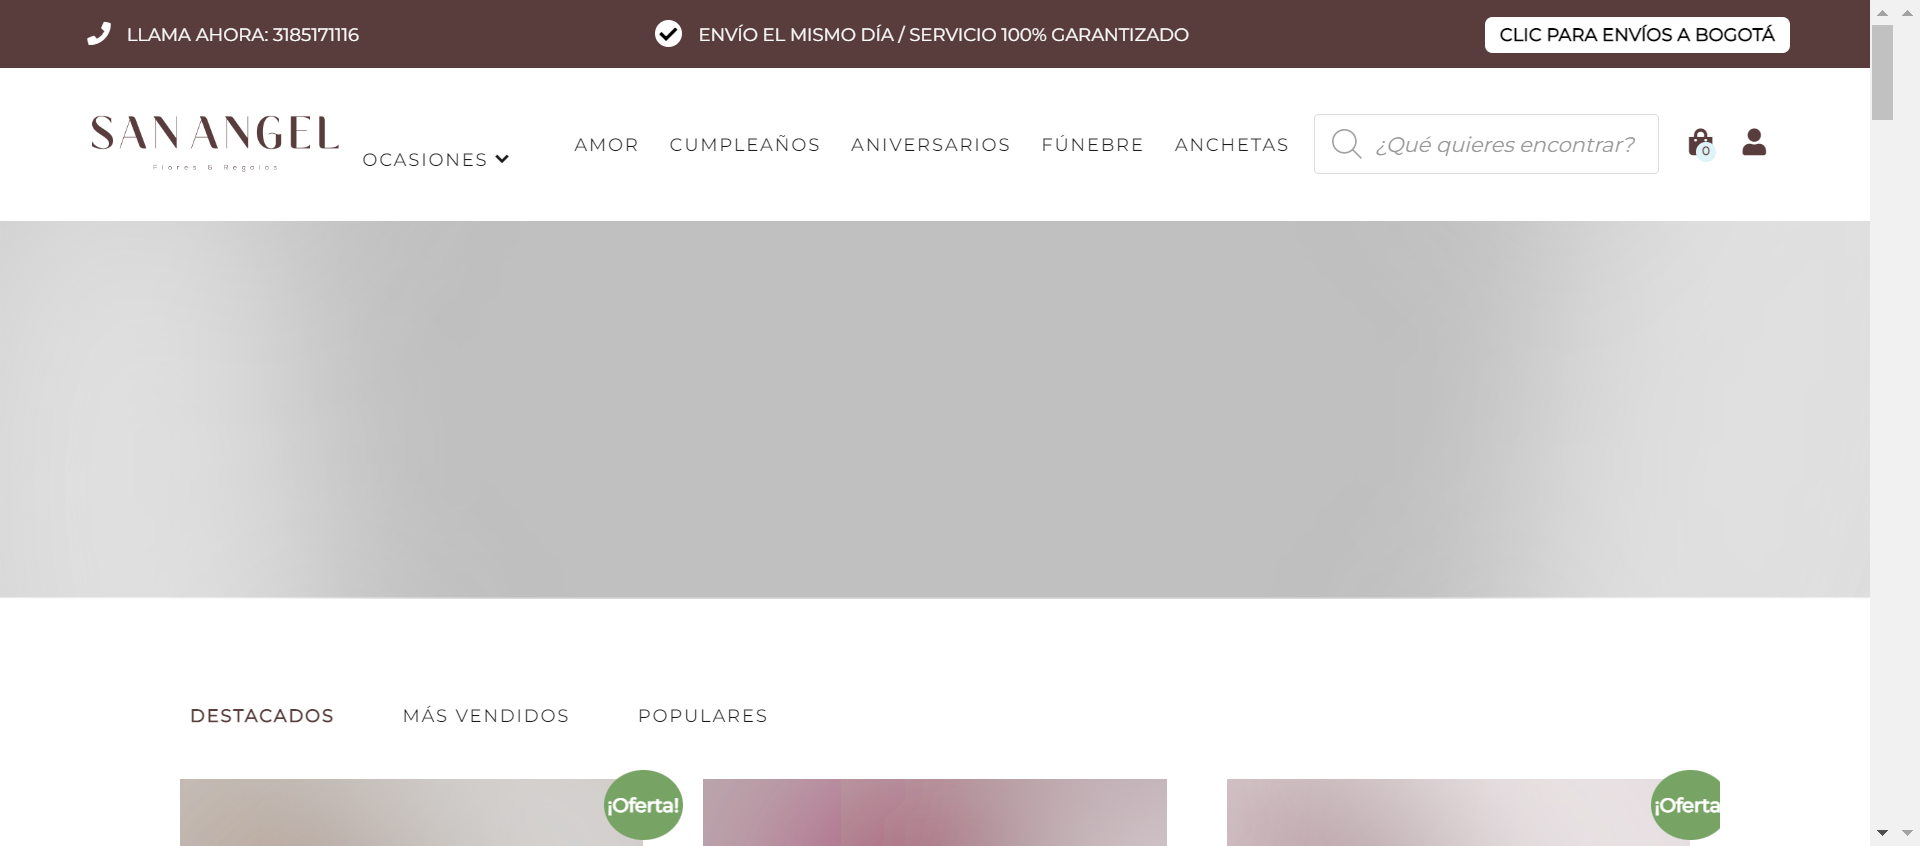 LLAMA AHORA: 3185171116
ENVÍO EL MISMO DÍA / SERVICIO 100% GARANTIZADO
CLIC PARA ENVÍOS A BOGOTÁ
SAN ANGEL
Flores & Regalos
OCASIONES
AMOR
CUMPLEAÑOS
ANIVERSARIOS
FÚNEBRE
ANCHETAS
¿Qué quieres encontrar?
0
DESTACADOS
MÁS VENDIDOS
POPULARES
¡Oferta!
¡Oferta